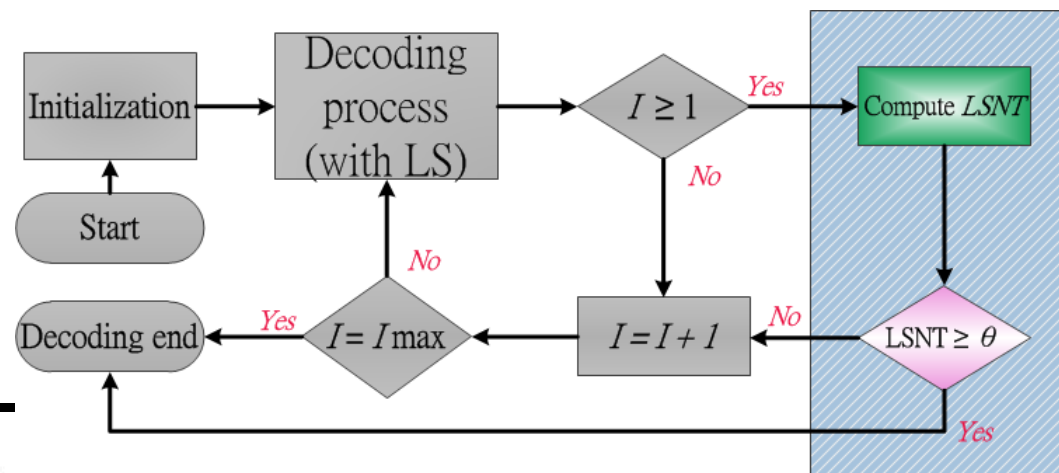 Initialization
Decoding
process
(with LS)
I ≥ 1
Yes
Compute LSNT
No
Start
No
Decoding end
Yes
I = I max
I = I + 1
No
LSNT ≥ θ
Yes